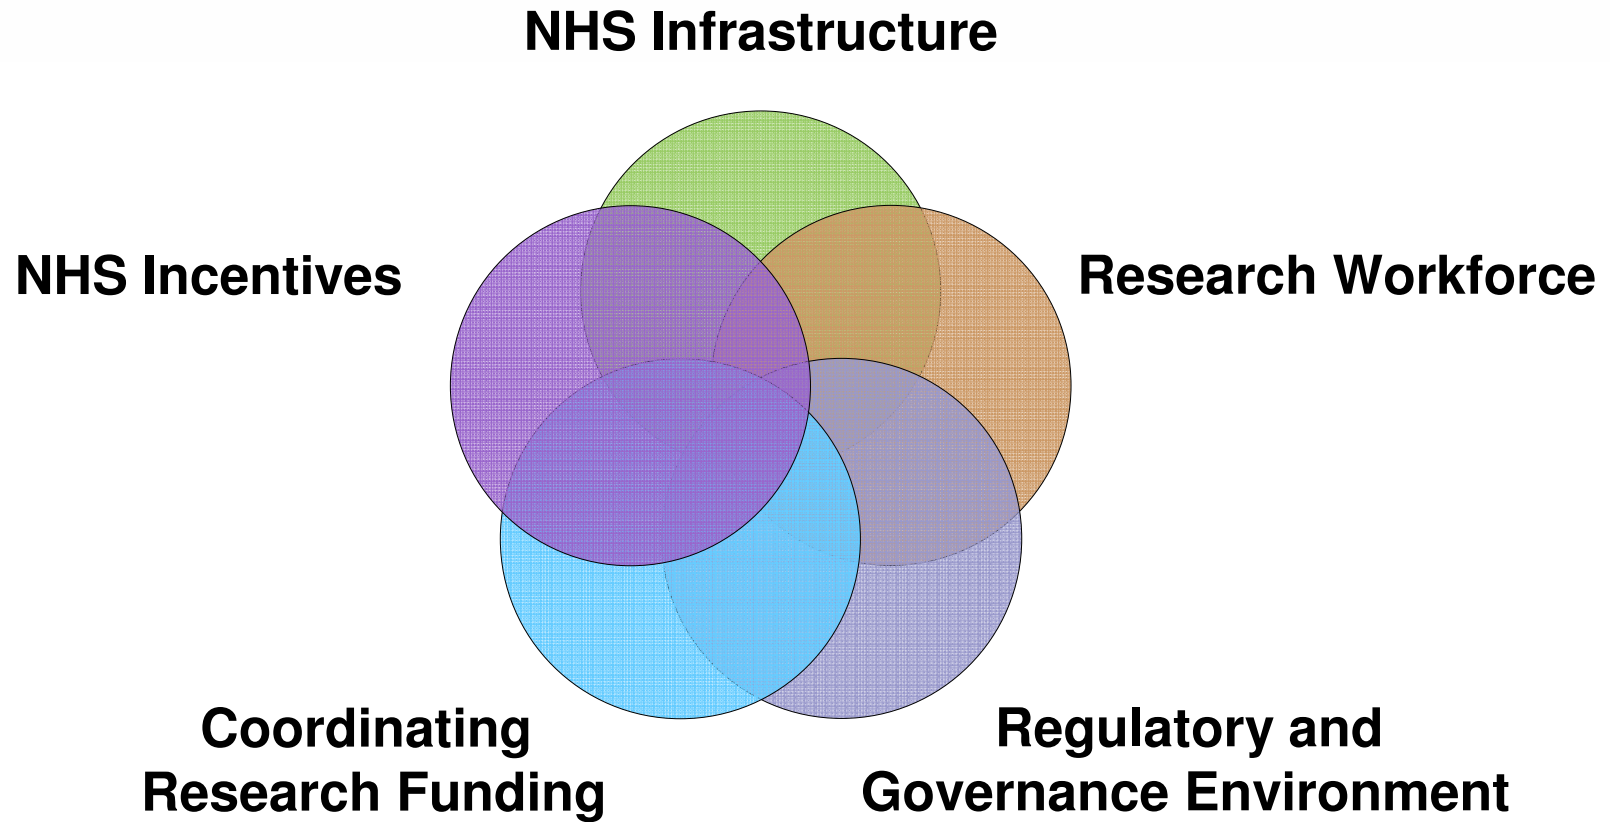 NHS Infrastructure
NHS Incentives
Research Workforce
Coordinating
Research Funding
Regulatory and
Governance Environment